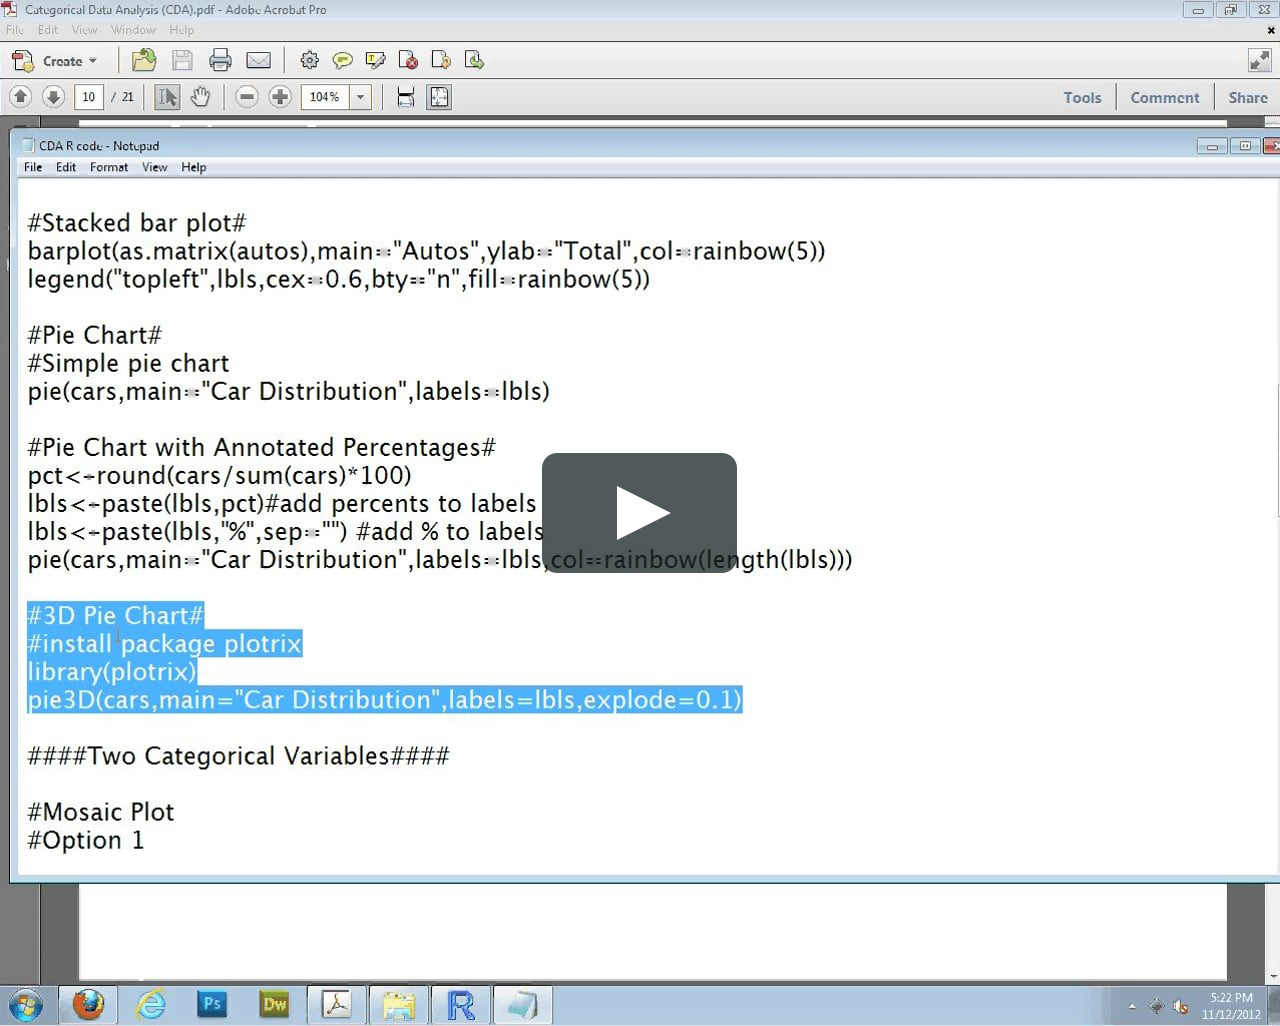 Categorical Data Analysis (CDA).pdf - Adobe Acrobat Pro
File Edit View Window Help
Create
10 / 21 104% Tools Comment Share
CDA R code - Notepad
File Edit Format View Help
#Stacked bar plot#
barplot(as.matrix(autos),main="Autos",ylab="Total",col=rainbow(5))
legend("topleft",lbls,cex=0.6,bty="n",fill=rainbow(5))
#Pie Chart#
#Simple pie chart
pie(cars,main="Car Distribution",labels=lbls)
#Pie Chart with Annotated Percentages#
pct<-round(cars/sum(cars)*100)
lbls<-paste(lbls,pct)#add percents to labels
lbls<-paste(lbls,"%",sep="") #add % to labels
pie(cars,main="Car Distribution",labels=lbls,col=rainbow(length(lbls)))
#3D Pie Chart#
#install package plotrix
library(plotrix)
pie3D(cars,main="Car Distribution",labels=lbls,explode=0.1)
####Two Categorical Variables####
#Mosaic Plot
#Option 1
Ps Dw R 5:22 PM
11/12/2012